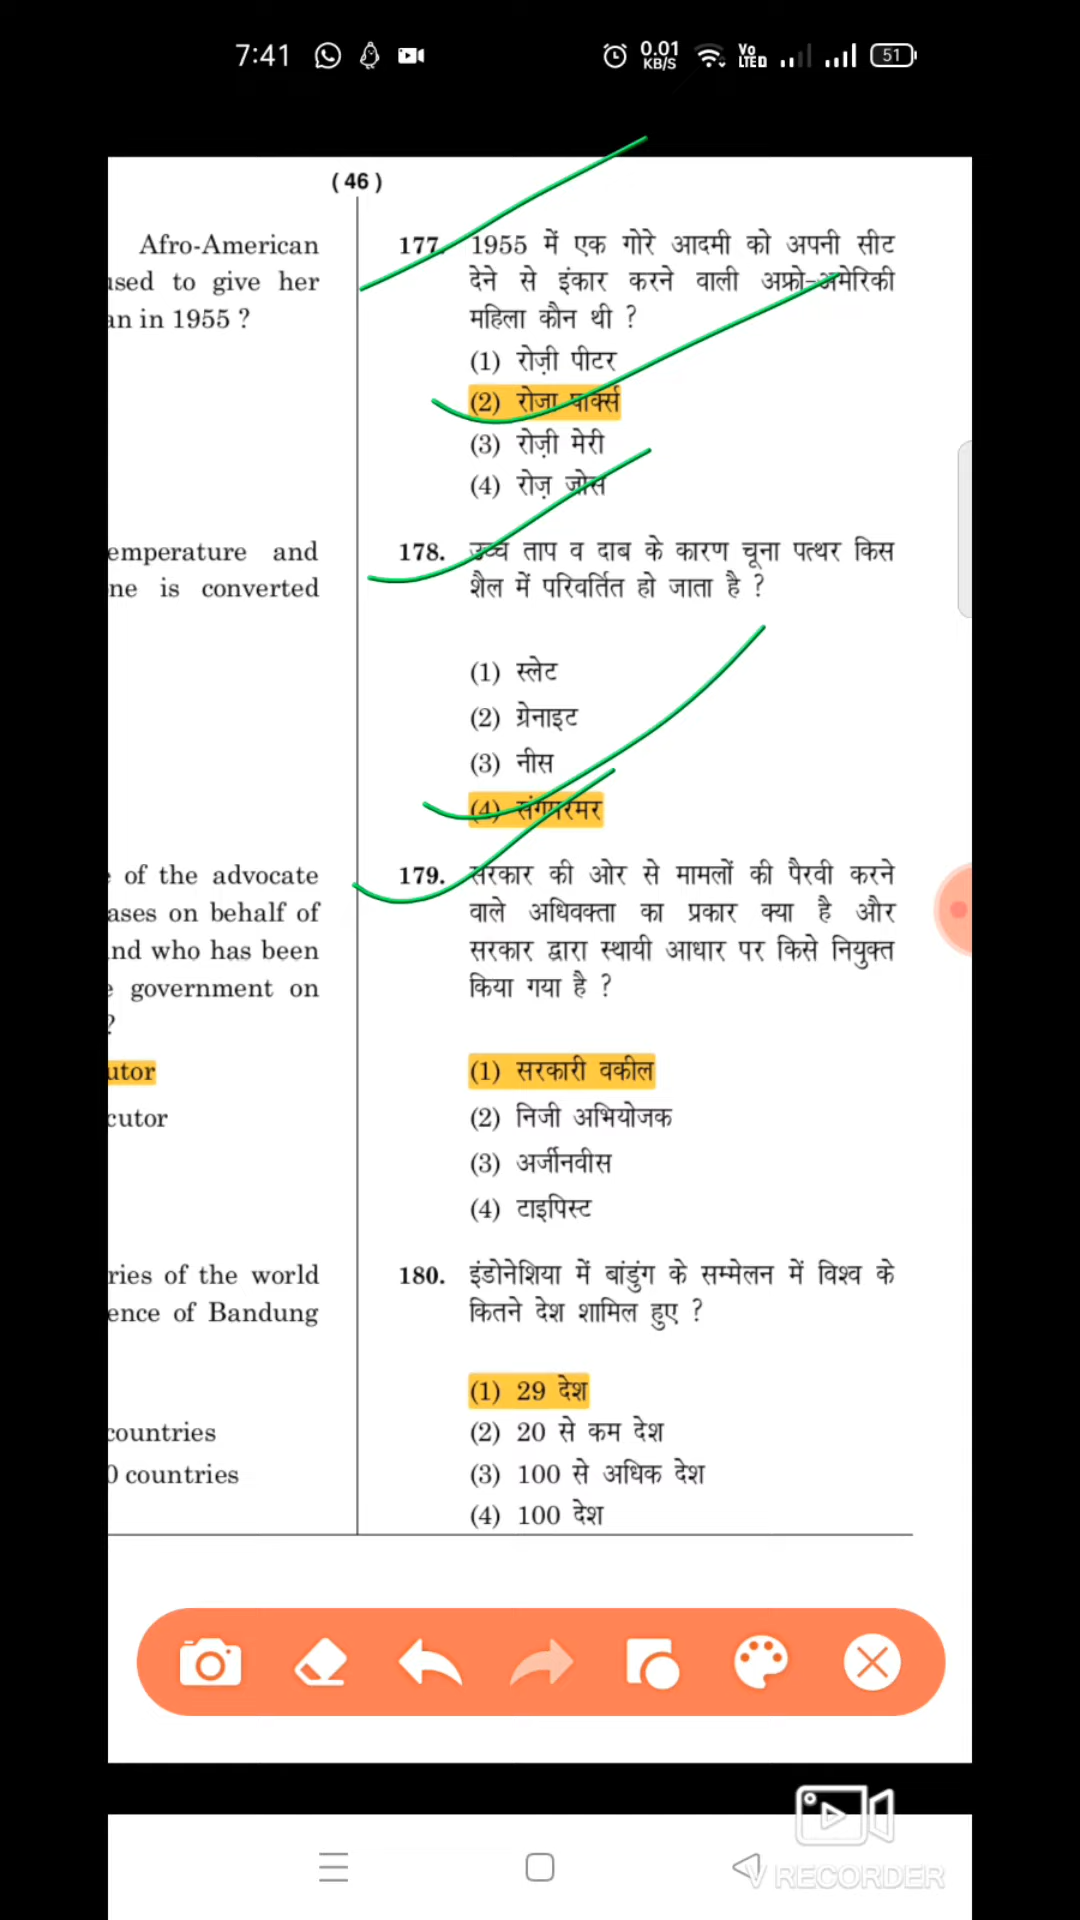 7:41
0.01 KB/S
Vo LTE
51
(46)
Afro-American
used to give her
an in 1955 ?
177. 1955 में एक गोरे आदमी को अपनी सीट
देने से इंकार करने वाली अफ्रो-अमेरिकी
महिला कौन थी ?
(1) रोज़ी पीटर
(2) रोजा पार्क्स
(3) रोज़ी मेरी
(4) रोज़ जोस
emperature and
ne is converted
178. उच्च ताप व दाब के कारण चूना पत्थर किस
शैल में परिवर्तित हो जाता है ?
(1) स्लेट
(2) ग्रेनाइट
(3) नीस
(4) संगमरमर
of the advocate
ases on behalf of
nd who has been
government on
?
utor
cutor
179. सरकार की ओर से मामलों की पैरवी करने
वाले अधिवक्ता का प्रकार क्या है और
सरकार द्वारा स्थायी आधार पर किसे नियुक्त
किया गया है ?
(1) सरकारी वकील
(2) निजी अभियोजक
(3) अर्जीनवीस
(4) टाइपिस्ट
ries of the world
ence of Bandung
countries
0 countries
180. इंडोनेशिया में बांडुंग के सम्मेलन में विश्व के
कितने देश शामिल हुए ?
(1) 29 देश
(2) 20 से कम देश
(3) 100 से अधिक देश
(4) 100 देश
V RECORDER